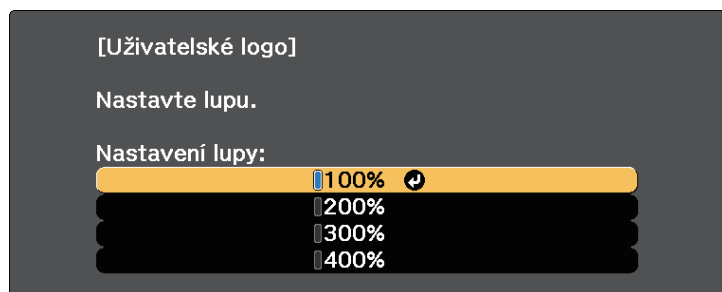 [Uživatelské logo]
Nastavte lupu.
Nastavení lupy:
100%
200%
300%
400%